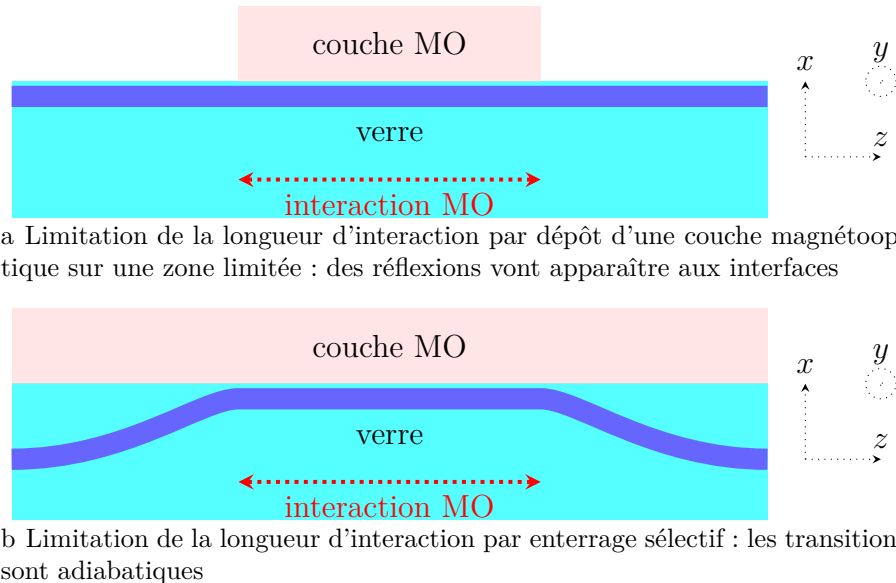 couche MO
x
y
verre
z
interaction MO
a Limitation de la longueur d'interaction par dépôt d'une couche magnétoop
tique sur une zone limitée : des réflexions vont apparaître aux interfaces
couche MO
x
y
verre
z
interaction MO
b Limitation de la longueur d'interaction par enterrage sélectif : les transition
sont adiabatiques